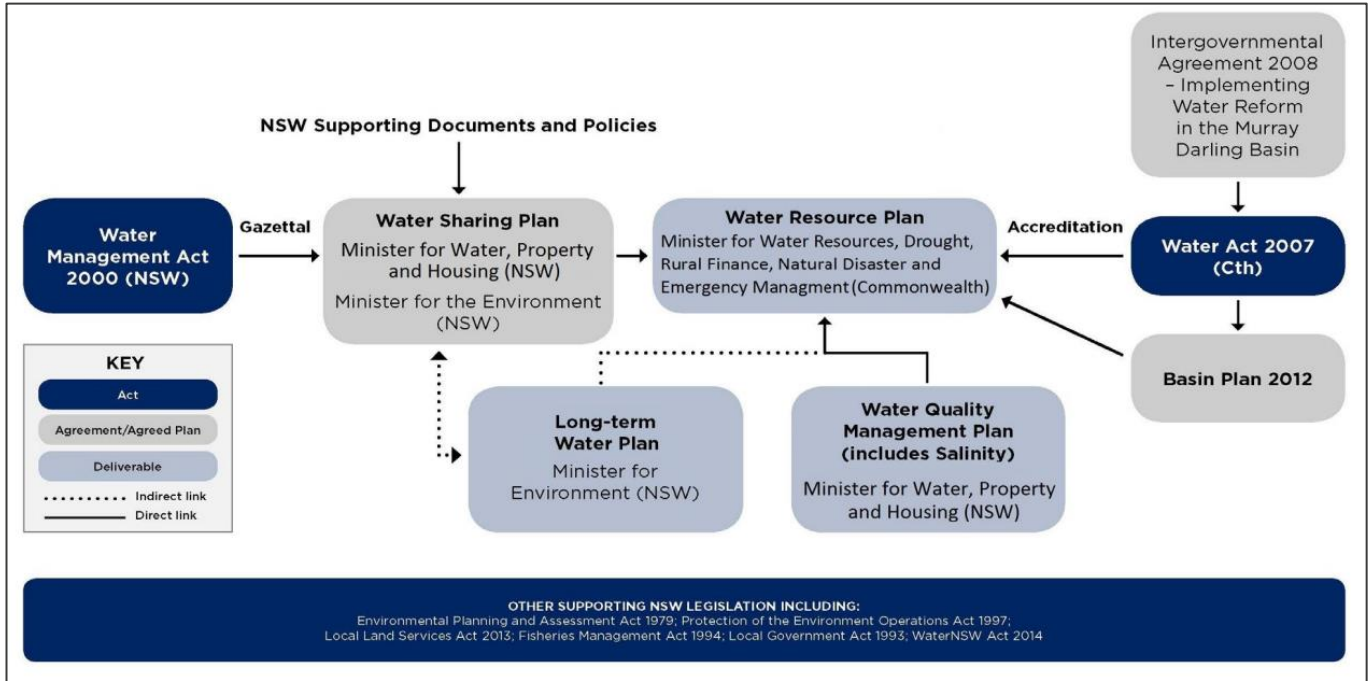 Intergovernmental
Agreement 2008
– Implementing
Water Reform
in the Murray
Darling Basin
NSW Supporting Documents and Policies
Water
Management Act
2000 (NSW)
Gazettal
Water Sharing Plan
Minister for Water, Property
and Housing (NSW)
Minister for the Environment
(NSW)
Water Resource Plan
Minister for Water Resources, Drought,
Rural Finance, Natural Disaster and
Emergency Managment (Commonwealth)
Accreditation
Water Act 2007
(Cth)
Basin Plan 2012
KEY
Act
Agreement/Agreed Plan
Deliverable
Indirect link
Direct link
Long-term
Water Plan
Minister for
Environment (NSW)
Water Quality
Management Plan
(includes Salinity)
Minister for Water, Property
and Housing (NSW)
OTHER SUPPORTING NSW LEGISLATION INCLUDING:
Environmental Planning and Assessment Act 1979; Protection of the Environment Operations Act 1997;
Local Land Services Act 2013; Fisheries Management Act 1994; Local Government Act 1993; WaterNSW Act 2014